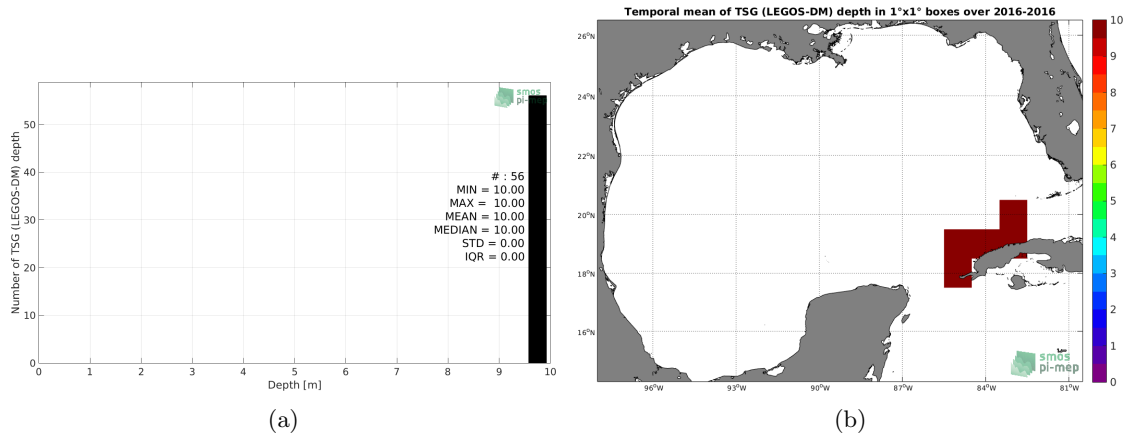 smos
pi-mep
Number of TSG (LEGOS-DM) depth
50
40
30
20
10
0
# : 56
MIN = 10.00
MAX = 10.00
MEAN = 10.00
MEDIAN = 10.00
STD = 0.00
IQR = 0.00
0 1 2 3 4 5 6 7 8 9 10
Depth [m]
(a)
Temporal mean of TSG (LEGOS-DM) depth in 1°x1° boxes over 2016-2016
26°N
24°N
22°N
20°N
18°N
16°N
96°W 93°W 90°W 87°W 84°W 81°W
smos
pi-mep
10
9
8
7
6
5
4
3
2
1
0
(b)